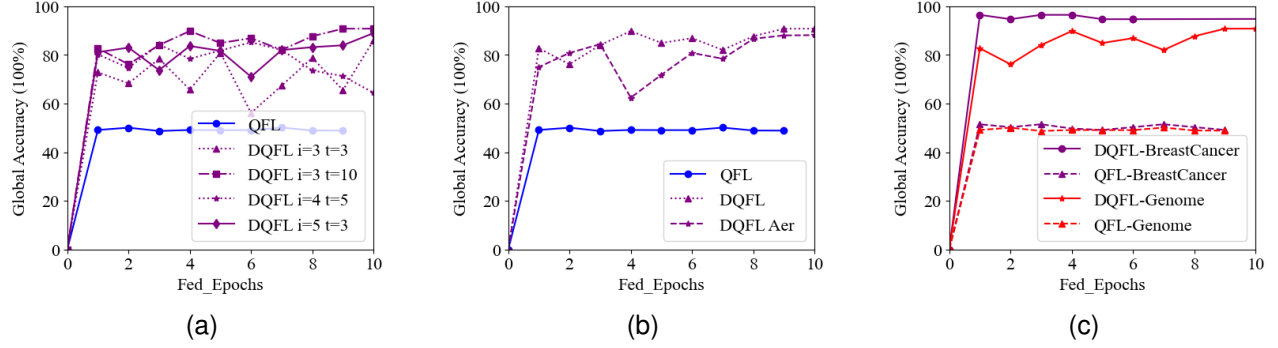 100
80
60
40
20
0
Global Accuracy (100%)
QFL
DQFL i=3 t=3
DQFL i=3 t=10
DQFL i=4 t=5
DQFL i=5 t=3
0 2 4 6 8 10
Fed_Epochs
(a)
100
80
60
40
20
0
Global Accuracy (100%)
QFL
DQFL
DQFL Aer
0 2 4 6 8 10
Fed_Epochs
(b)
100
80
60
40
20
0
Global Accuracy (100%)
DQFL-BreastCancer
QFL-BreastCancer
DQFL-Genome
QFL-Genome
0 2 4 6 8 10
Fed_Epochs
(c)